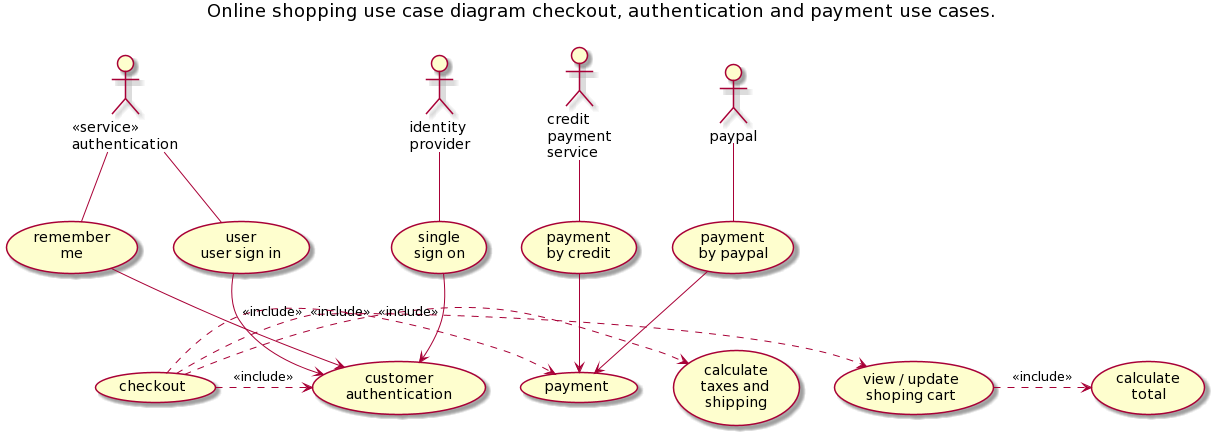 Online shopping use case diagram checkout, authentication and payment use cases.
«service»
authentication
identity
provider
credit
payment
service
paypal
remember
me
user
user sign in
single
sign on
payment
by credit
payment
by paypal
«include»
«include»
«include»
checkout
«include»
customer
authentication
payment
calculate
taxes and
shipping
view / update
shoping cart
«include»
calculate
total